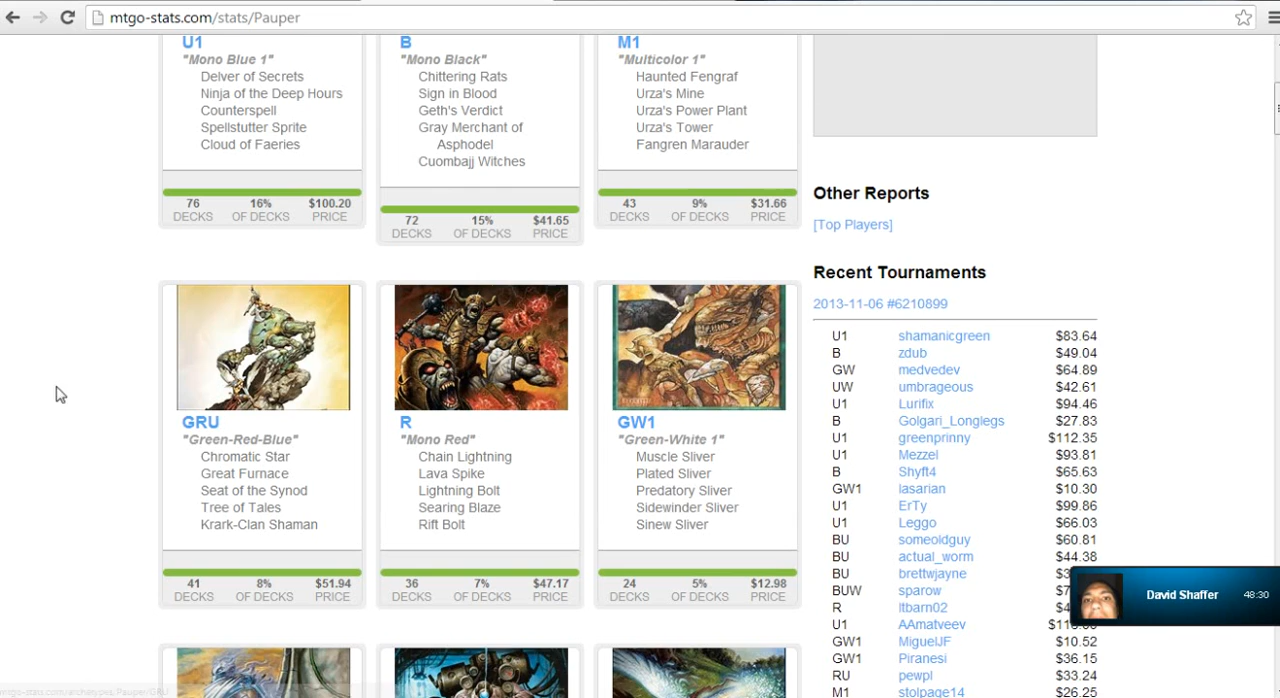 mtgo-stats.com/stats/Pauper
U1
"Mono Blue 1"
Delver of Secrets
Ninja of the Deep Hours
Counterspell
Spellstutter Sprite
Cloud of Faeries
76 16% $100.20
DECKS OF DECKS PRICE
B
"Mono Black"
Chittering Rats
Sign in Blood
Geth's Verdict
Gray Merchant of
Asphodel
Cuombajj Witches
72 15% $41.65
DECKS OF DECKS PRICE
M1
"Multicolor 1"
Haunted Fengraf
Urza's Mine
Urza's Power Plant
Urza's Tower
Fangren Marauder
43 9% $31.66
DECKS OF DECKS PRICE
GRU
"Green-Red-Blue"
Chromatic Star
Great Furnace
Seat of the Synod
Tree of Tales
Krark-Clan Shaman
41 8% $51.94
DECKS OF DECKS PRICE
R
"Mono Red"
Chain Lightning
Lava Spike
Lightning Bolt
Searing Blaze
Rift Bolt
36 7% $47.17
DECKS OF DECKS PRICE
GW1
"Green-White 1"
Muscle Sliver
Plated Sliver
Predatory Sliver
Sidewinder Sliver
Sinew Sliver
24 5% $12.98
DECKS OF DECKS PRICE
Other Reports
[Top Players]
Recent Tournaments
2013-11-06 #6210899
U1 shamanicgreen $83.64
B zdub $49.04
GW medvedev $64.89
UW umbrageous $42.61
U1 Lurifix $94.46
B Golgari_Longlegs $27.83
U1 greenprinny $112.35
U1 Mezzel $93.81
B Shyft4 $65.63
GW1 lasarian $10.30
U1 ErTy $99.86
U1 Leggo $66.03
BU someoldguy $60.81
BU actual_worm $44.38
BU brettwjayne
BUW sparow
R ltbarn02
U1 AAmatveev
GW1 MiguelJF $10.52
GW1 Piranesi $36.15
RU pewpl $33.24
M1 stolpage14 $26.25
David Shaffer 48:30